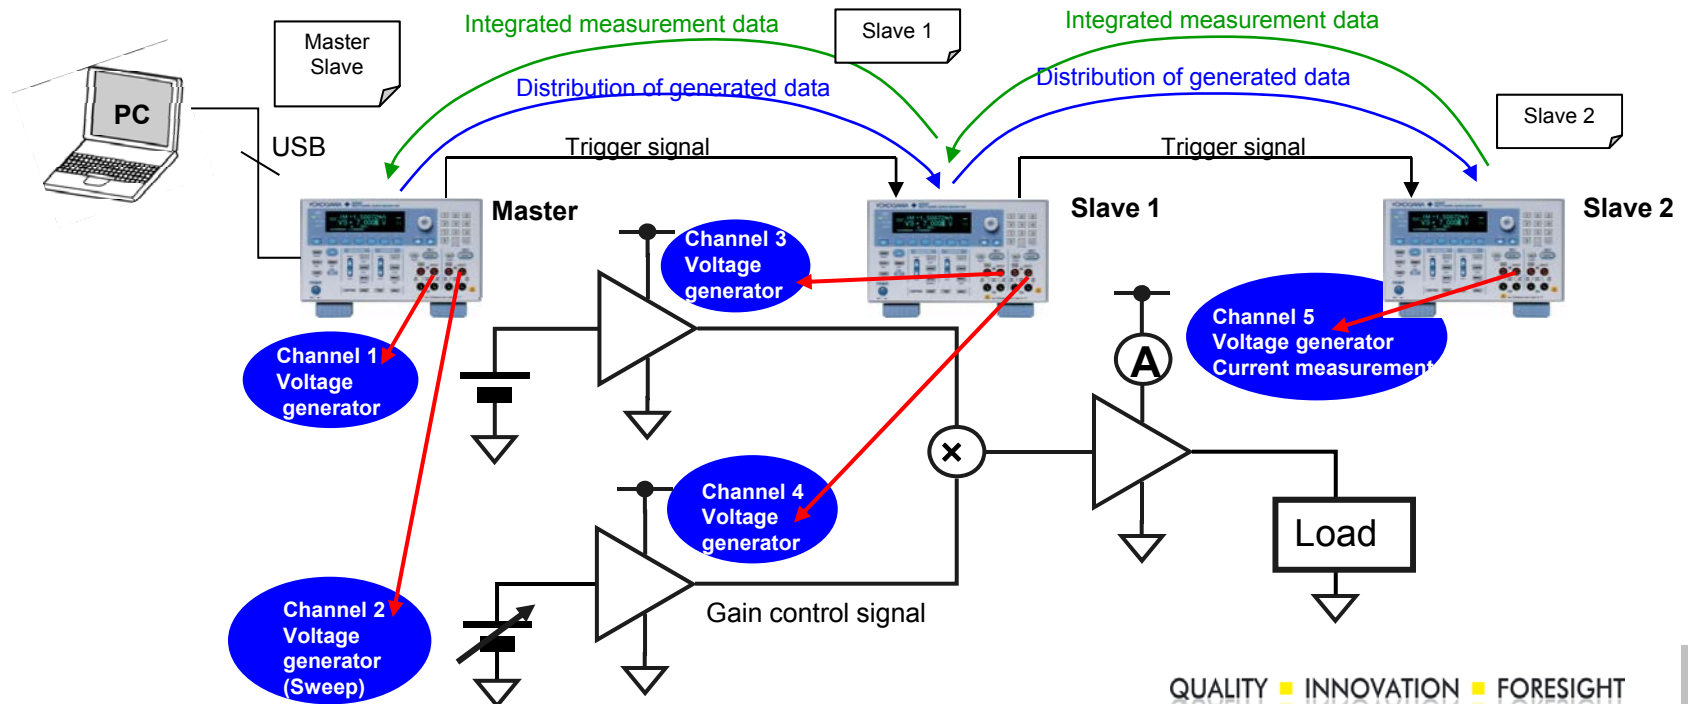 Integrated measurement data
Integrated measurement data
Master
Slave
Slave 1
Distribution of generated data
Distribution of generated data
PC
Slave 2
USB
Trigger signal
Trigger signal
YOKOGAWA
YOKOGAWA
YOKOGAWA
Master
Slave 1
Slave 2
Channel 3
Voltage
generator
Channel 5
Voltage generator
Current measurement
Channel 1
Voltage
generator
A
×
Channel 4
Voltage
generator
Load
Channel 2
Voltage
generator
(Sweep)
Gain control signal
QUALITY INNOVATION FORESIGHT